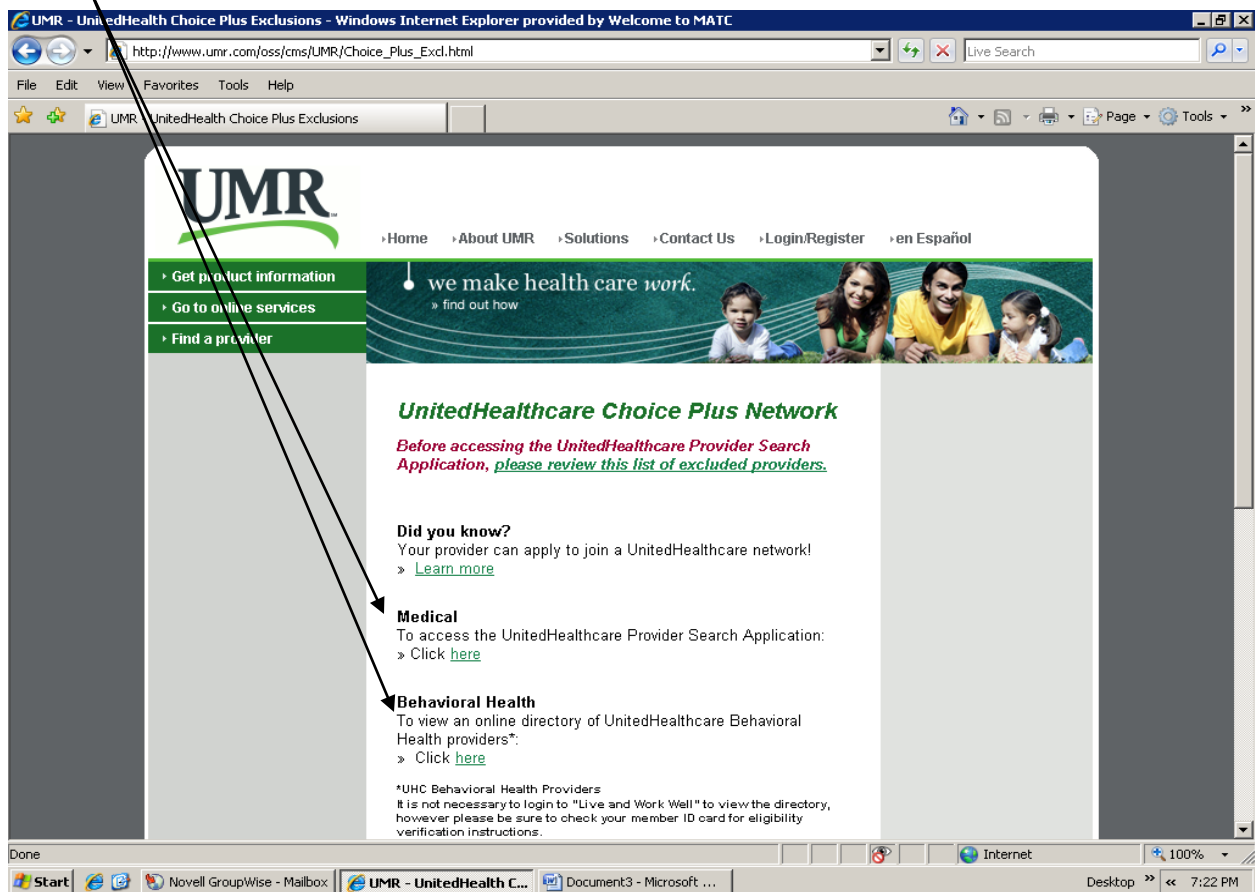 UMR - UnitedHealth Choice Plus Exclusions - Windows Internet Explorer provided by Welcome to MATC
http://www.umr.com/oss/cms/UMR/Choice_Plus_Excl.html
Live Search
File Edit View Favorites Tools Help
UMR - UnitedHealth Choice Plus Exclusions
Page Tools
UMR
Home About UMR Solutions Contact Us Login/Register en Español
Get product information
Go to online services
Find a provider
we make health care work.
» find out how
UnitedHealthcare Choice Plus Network
Before accessing the UnitedHealthcare Provider Search
Application, please review this list of excluded providers.
Did you know?
Your provider can apply to join a UnitedHealthcare network!
» Learn more
Medical
To access the UnitedHealthcare Provider Search Application:
» Click here
Behavioral Health
To view an online directory of UnitedHealthcare Behavioral
Health providers*:
» Click here
*UHC Behavioral Health Providers
It is not necessary to login to "Live and Work Well" to view the directory,
however please be sure to check your member ID card for eligibility
verification instructions.
Done
Internet
100%
Start
Novell GroupWise - Mailbox
UMR - UnitedHealth C...
Document3 - Microsoft ...
Desktop
7:22 PM